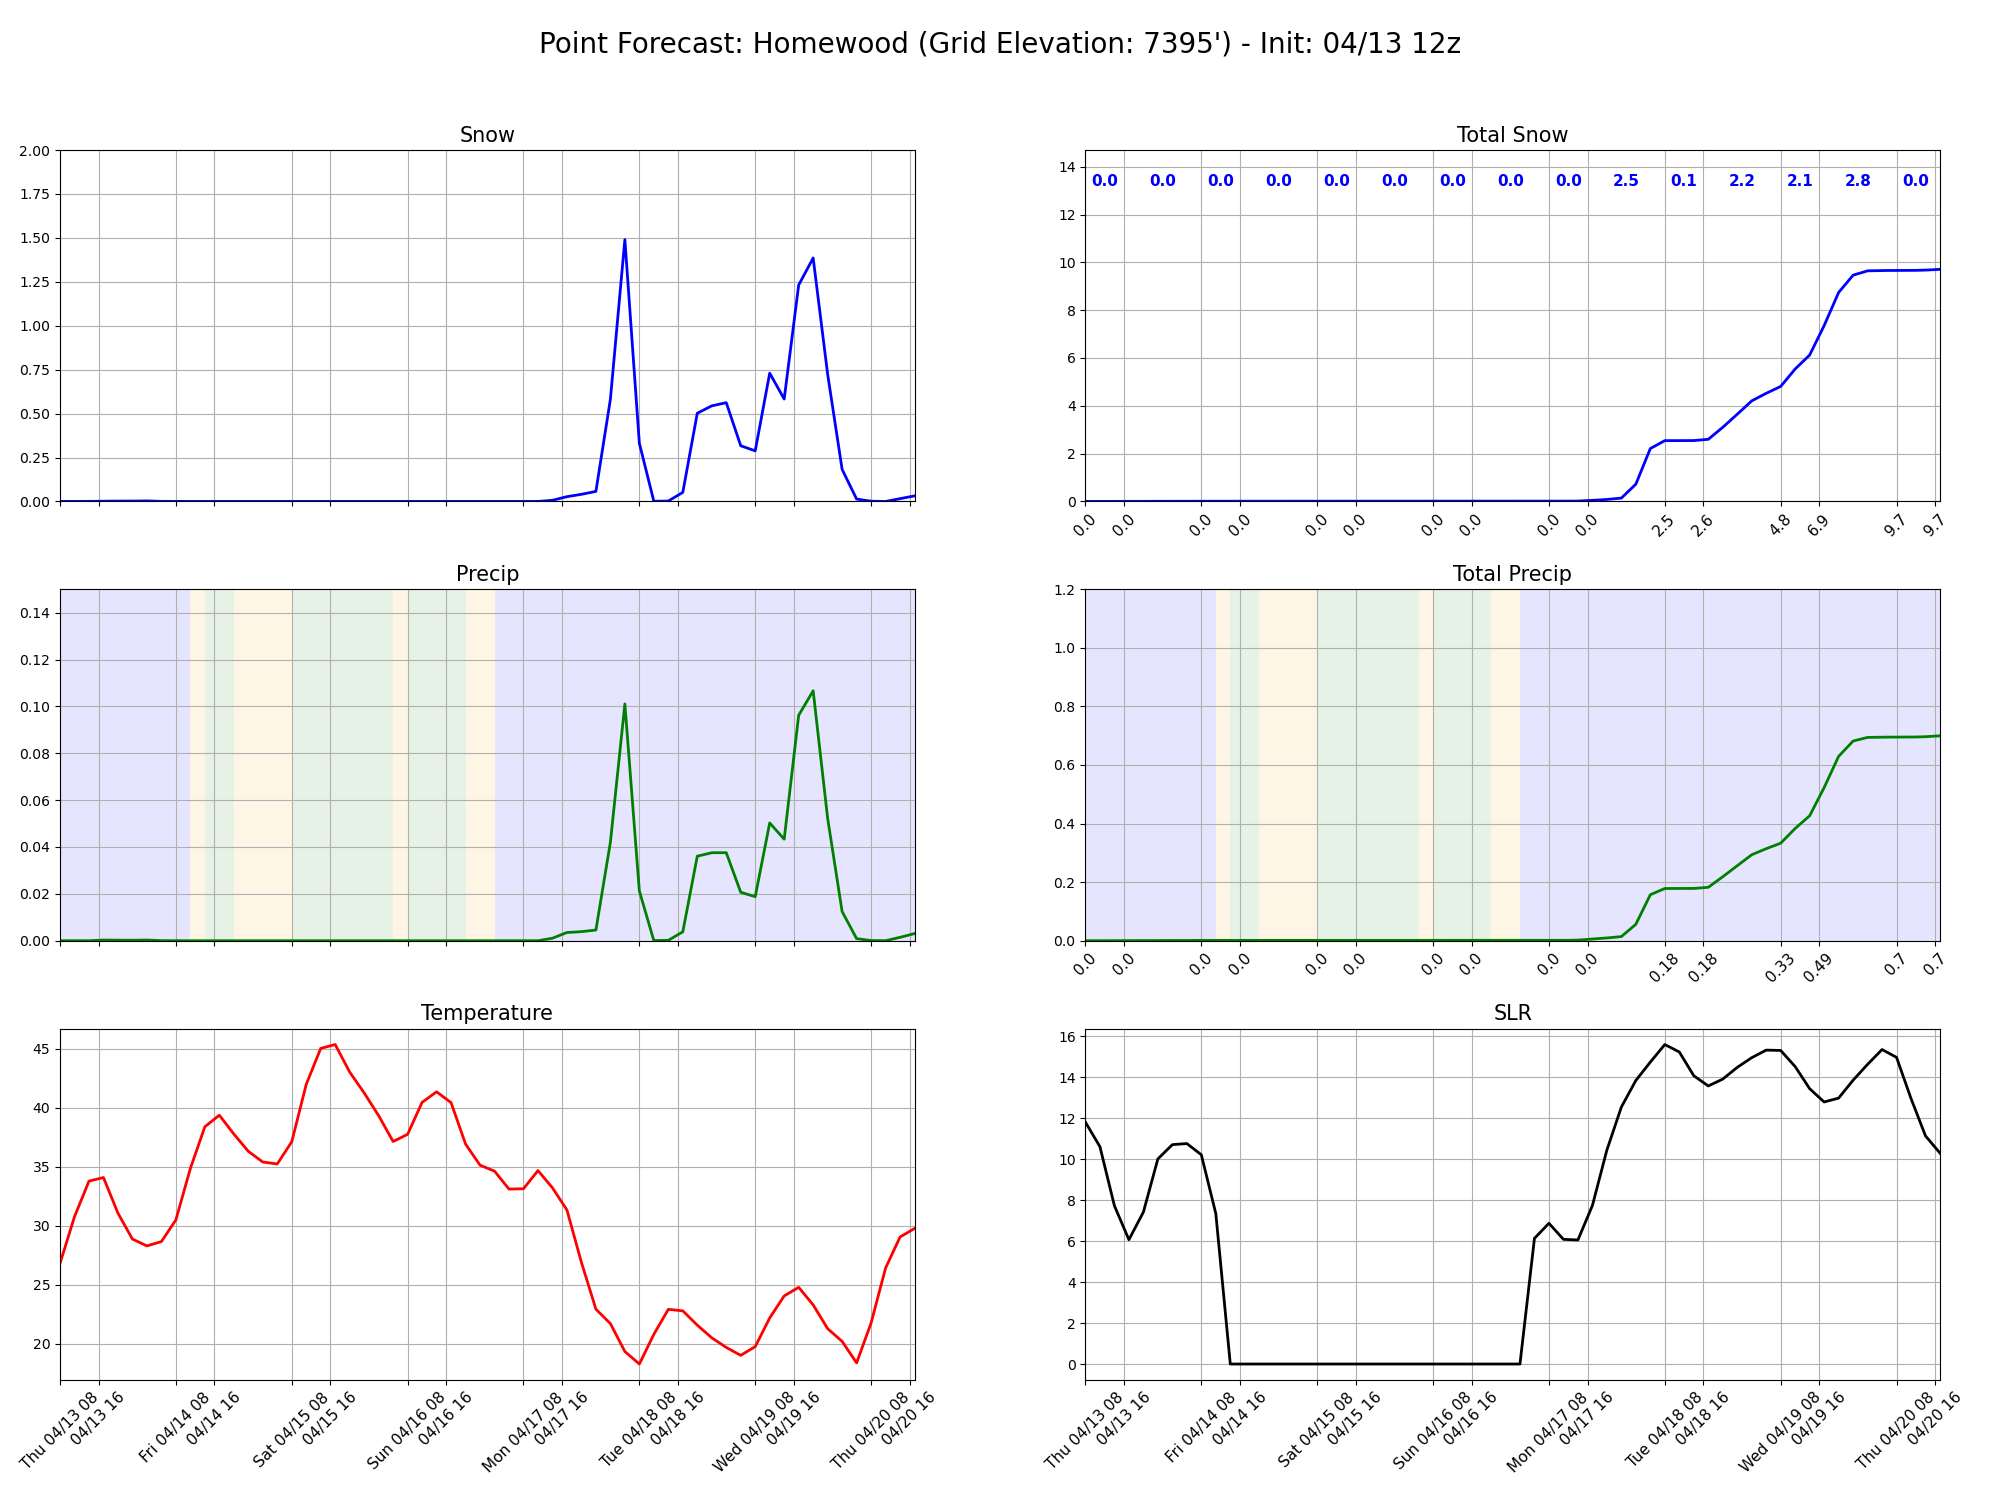 Point Forecast: Homewood (Grid Elevation: 7395') - Init: 04/13 12z
Snow
2.00
1.75
1.50
1.25
1.00
0.75
0.50
0.25
0.00
Total Snow
14
12
10
8
6
4
2
0
0.0 0.0 0.0 0.0 0.0 0.0 0.0 0.0 0.0 2.5 0.1 2.2 2.1 2.8 0.0
0.0 0.0 0.0 0.0 0.0 0.0 0.0 0.0 0.0 0.0 2.5 2.6 4.8 6.9 9.7 9.7
Precip
0.14
0.12
0.10
0.08
0.06
0.04
0.02
0.00
Total Precip
1.2
1.0
0.8
0.6
0.4
0.2
0.0
0.0 0.0 0.0 0.0 0.0 0.0 0.0 0.0 0.0 0.0 0.18 0.18 0.33 0.49 0.7 0.7
Temperature
45
40
35
30
25
20
Thu 04/13 08
04/13 16
Fri 04/14 08
04/14 16
Sat 04/15 08
04/15 16
Sun 04/16 08
04/16 16
Mon 04/17 08
04/17 16
Tue 04/18 08
04/18 16
Wed 04/19 08
04/19 16
Thu 04/20 08
04/20 16
SLR
16
14
12
10
8
6
4
2
0
Thu 04/13 08
04/13 16
Fri 04/14 08
04/14 16
Sat 04/15 08
04/15 16
Sun 04/16 08
04/16 16
Mon 04/17 08
04/17 16
Tue 04/18 08
04/18 16
Wed 04/19 08
04/19 16
Thu 04/20 08
04/20 16